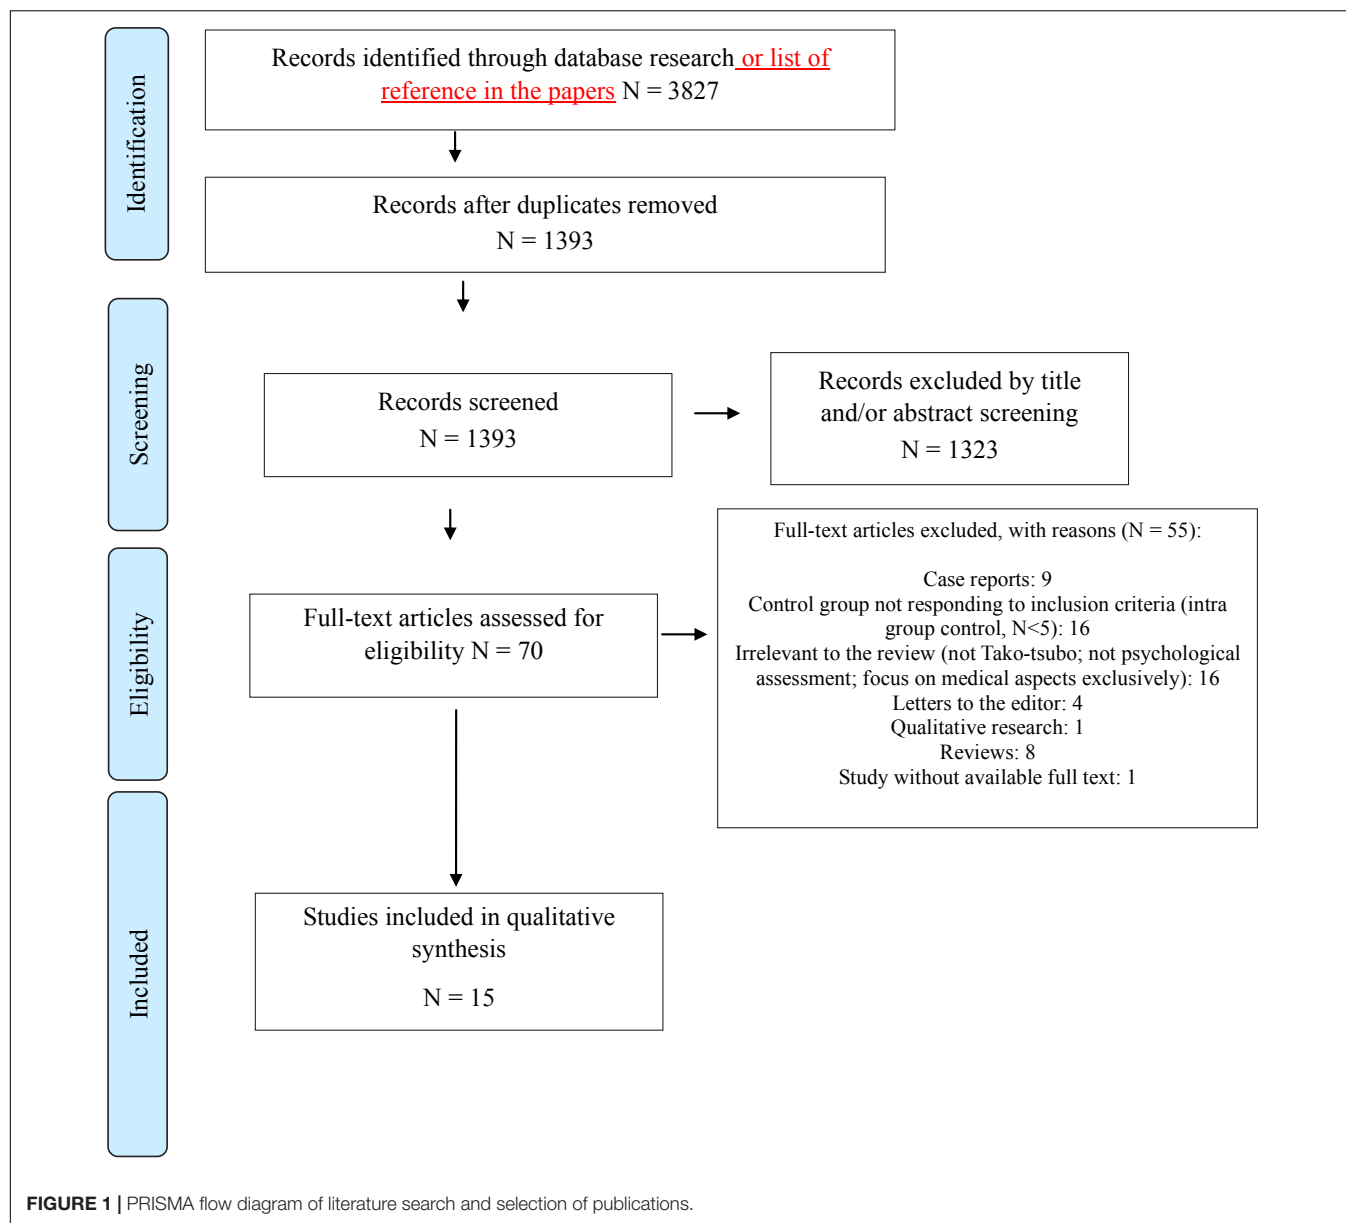 Identification
Records identified through database research or list of
reference in the papers N = 3827
Records after duplicates removed
N = 1393
Screening
Records screened
N = 1393
Records excluded by title
and/or abstract screening
N = 1323
Eligibility
Full-text articles assessed for
eligibility N = 70
Full-text articles excluded, with reasons (N = 55):
Case reports: 9
Control group not responding to inclusion criteria (intra
group control, N<5): 16
Irrelevant to the review (not Tako-tsubo; not psychological
assessment; focus on medical aspects exclusively): 16
Letters to the editor: 4
Qualitative research: 1
Reviews: 8
Study without available full text: 1
Included
Studies included in qualitative
synthesis
N = 15
FIGURE 1 | PRISMA flow diagram of literature search and selection of publications.